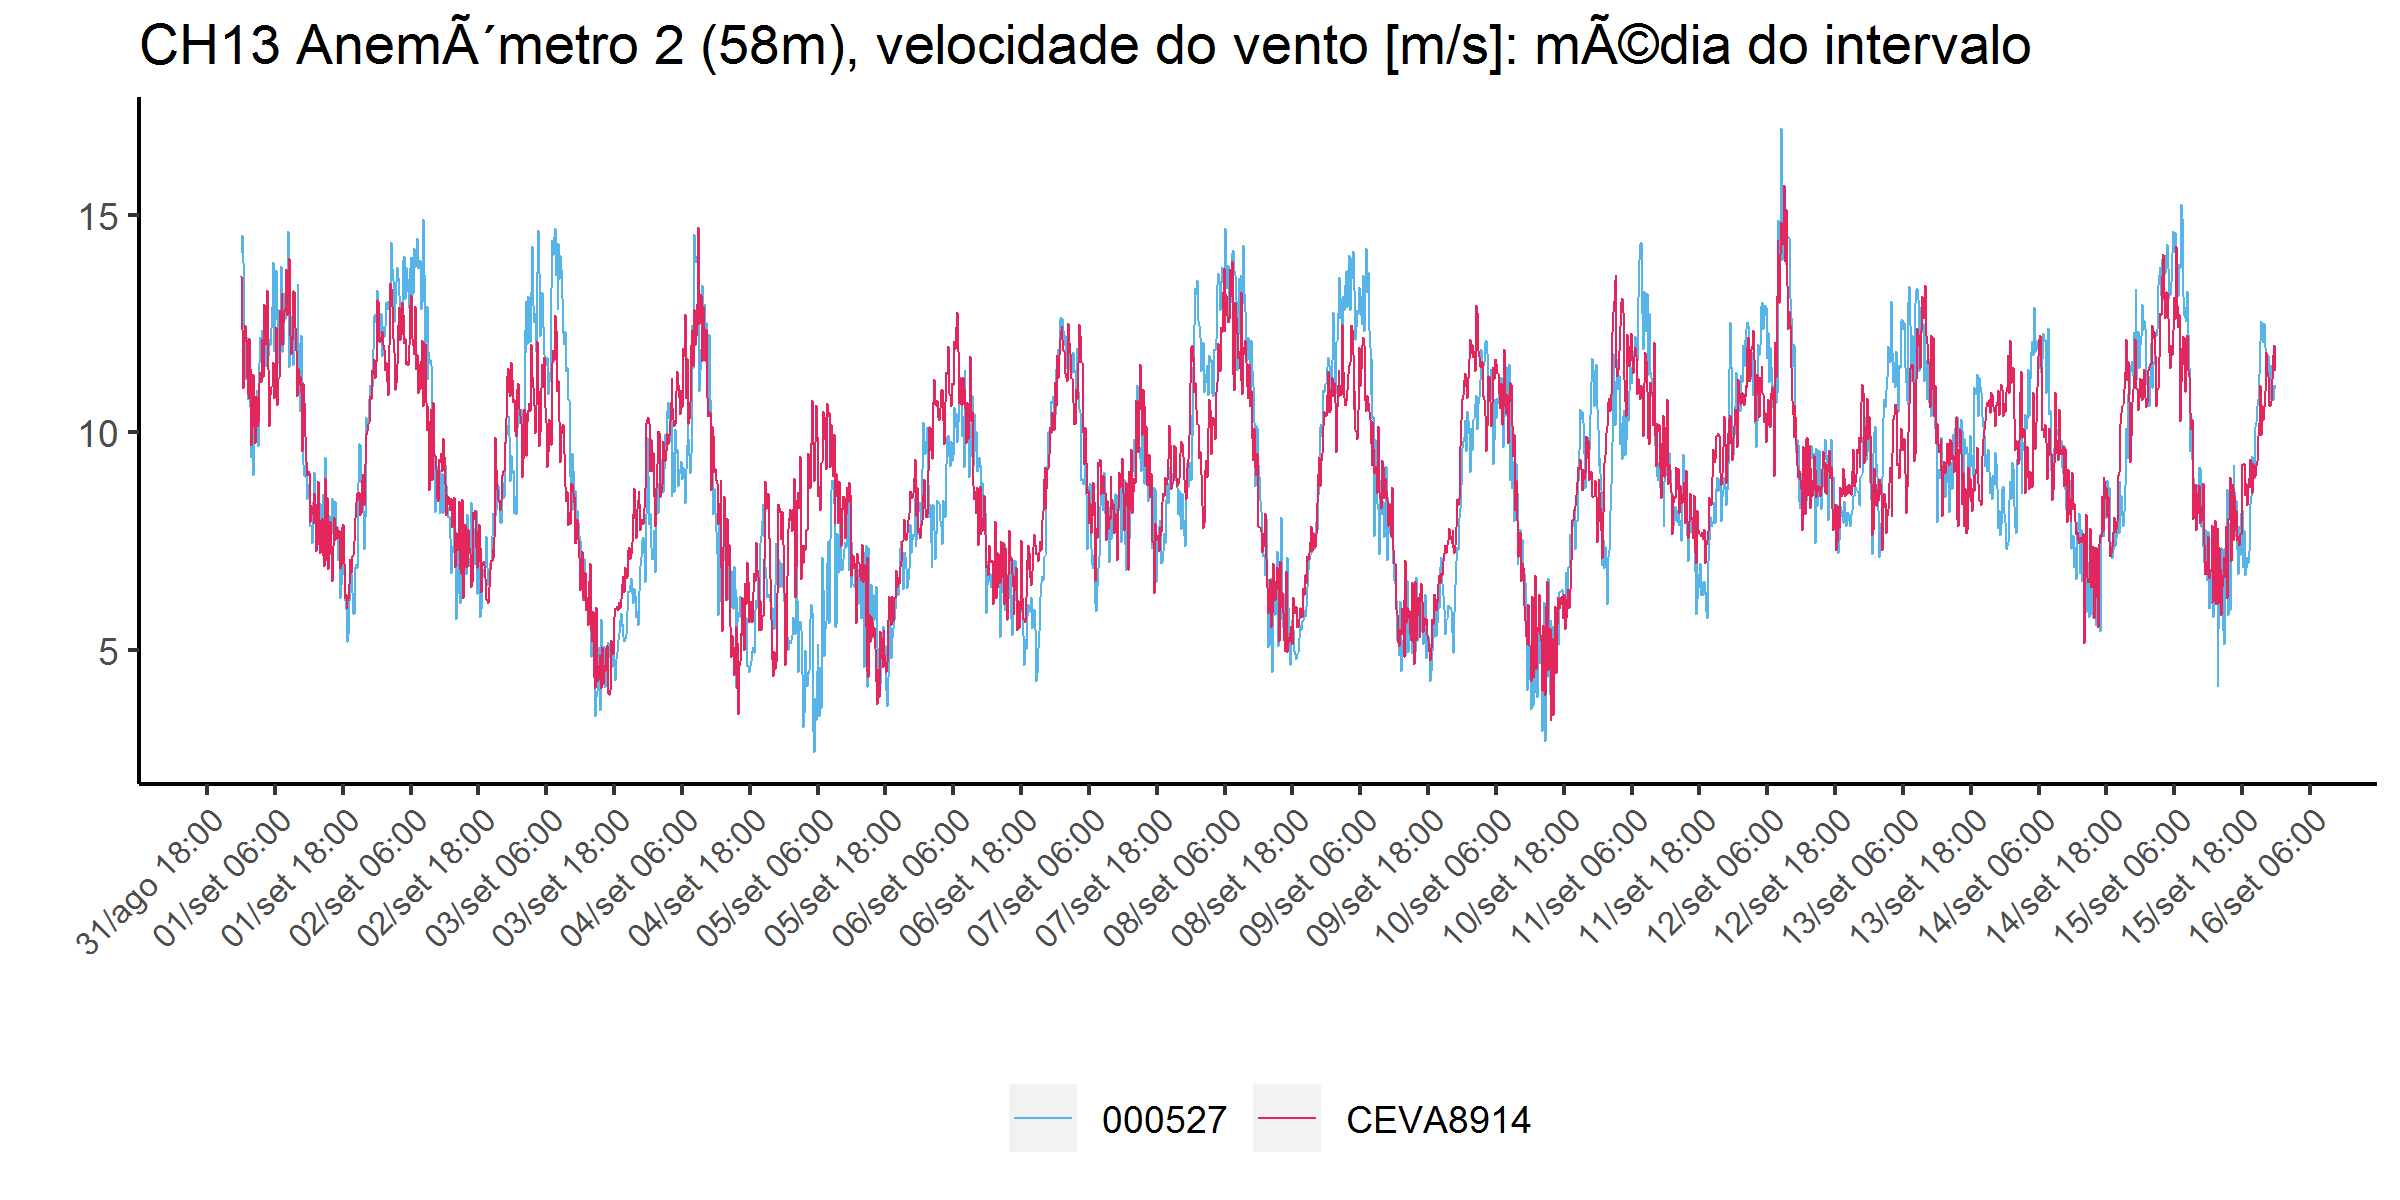 CH13 AnemÃ´metro 2 (58m), velocidade do vento [m/s]: mÃ©dia do intervalo
15
10
5
31/ago 18:00
01/set 06:00
01/set 18:00
02/set 06:00
02/set 18:00
03/set 06:00
03/set 18:00
04/set 06:00
04/set 18:00
05/set 06:00
05/set 18:00
06/set 06:00
06/set 18:00
07/set 06:00
07/set 18:00
08/set 06:00
08/set 18:00
09/set 06:00
09/set 18:00
10/set 06:00
10/set 18:00
11/set 06:00
11/set 18:00
12/set 06:00
12/set 18:00
13/set 06:00
13/set 18:00
14/set 06:00
14/set 18:00
15/set 06:00
15/set 18:00
16/set 06:00
000527
CEVA8914